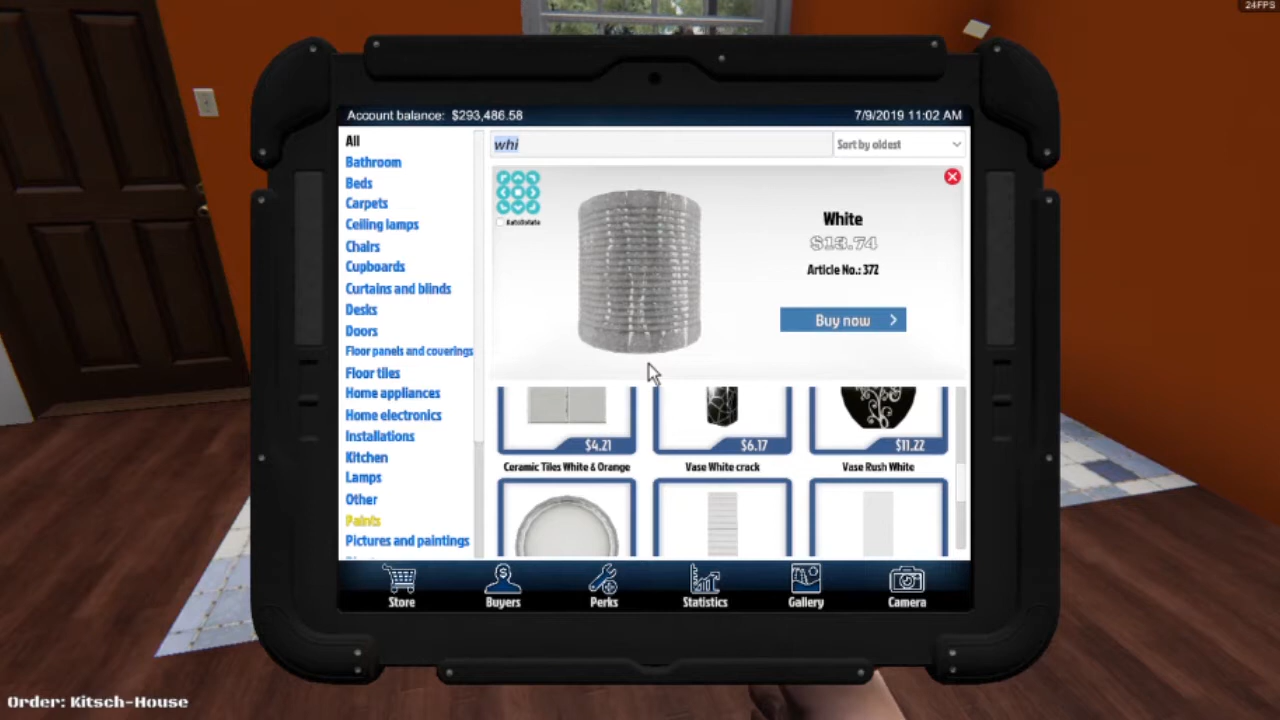 24FPS
Account balance: $293,486.58
7/9/2019 11:02 AM
All
Bathroom
Beds
Carpets
Ceiling lamps
Chairs
Cupboards
Curtains and blinds
Desks
Doors
Floor panels and coverings
Floor tiles
Home appliances
Home electronics
Installations
Kitchen
Lamps
Other
Paints
Pictures and paintings
whi
Sort by oldest
AutoRotate
White
$13.74
Article No.: 372
Buy now
$4.21
$6.17
$11.22
Ceramic Tiles White & Orange
Vase White crack
Vase Rush White
Store
Buyers
Perks
Statistics
Gallery
Camera
Order: Kitsch-House